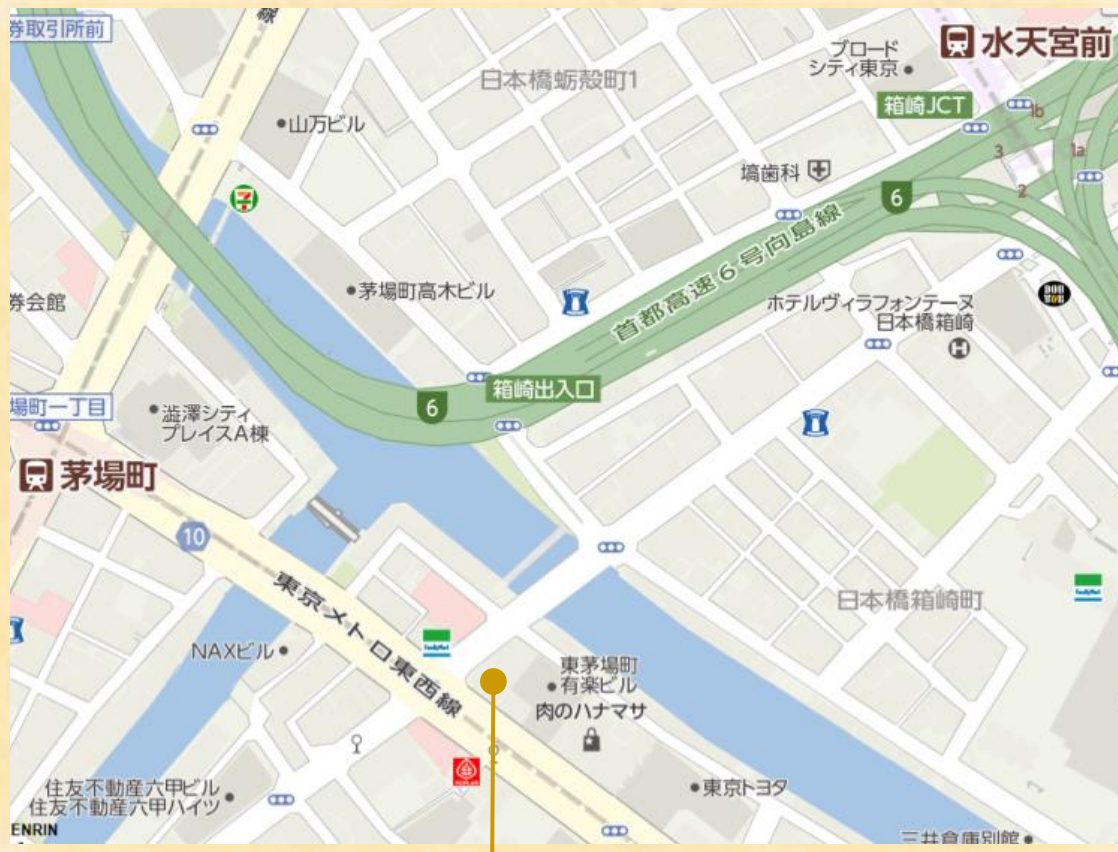 券取引所前
線
日本橋蛎殻町1
ブロード
シティ東京
水天宮前
箱崎JCT
山万ビル
1b
3
1a
塙歯科
2
6
7
首都高速6号向島線
券会館
茅場町高木ビル
ホテルヴィラフォンテーヌ
日本橋箱崎
H
箱崎出入口
6
場町一丁目
澁澤シティ
プレイスA棟
茅場町
10
東京メトロ東西線
日本橋箱崎町
FamilyMart
FamilyMart
NAXビル
東茅場町
有楽ビル
肉のハナマサ
住友不動産六甲ビル
住友不動産六甲ハイツ
東京トヨタ
ENRIN
三井倉庫別館